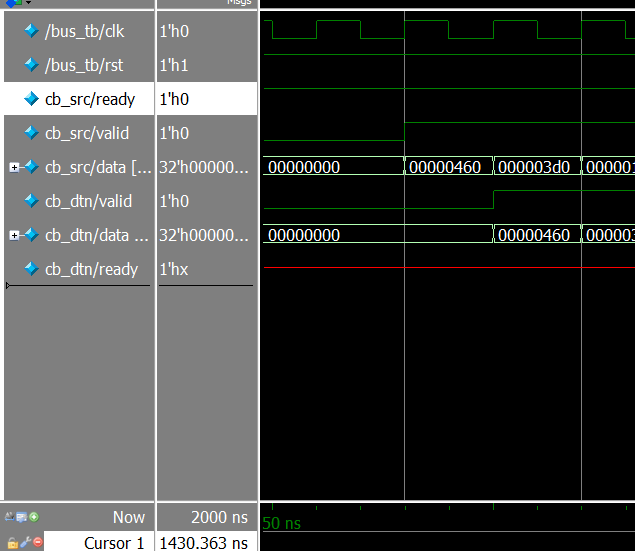 Msgs
/bus_tb/clk 1'h0
/bus_tb/rst 1'h1
cb_src/ready 1'h0
cb_src/valid 1'h0
cb_src/data [... 32'h00000... 00000000 00000460 000003d0 000001
cb_dtn/valid 1'h0
cb_dtn/data ... 32'h00000... 00000000 00000460 000003
cb_dtn/ready 1'hx
Now 2000 ns 50 ns
Cursor 1 1430.363 ns